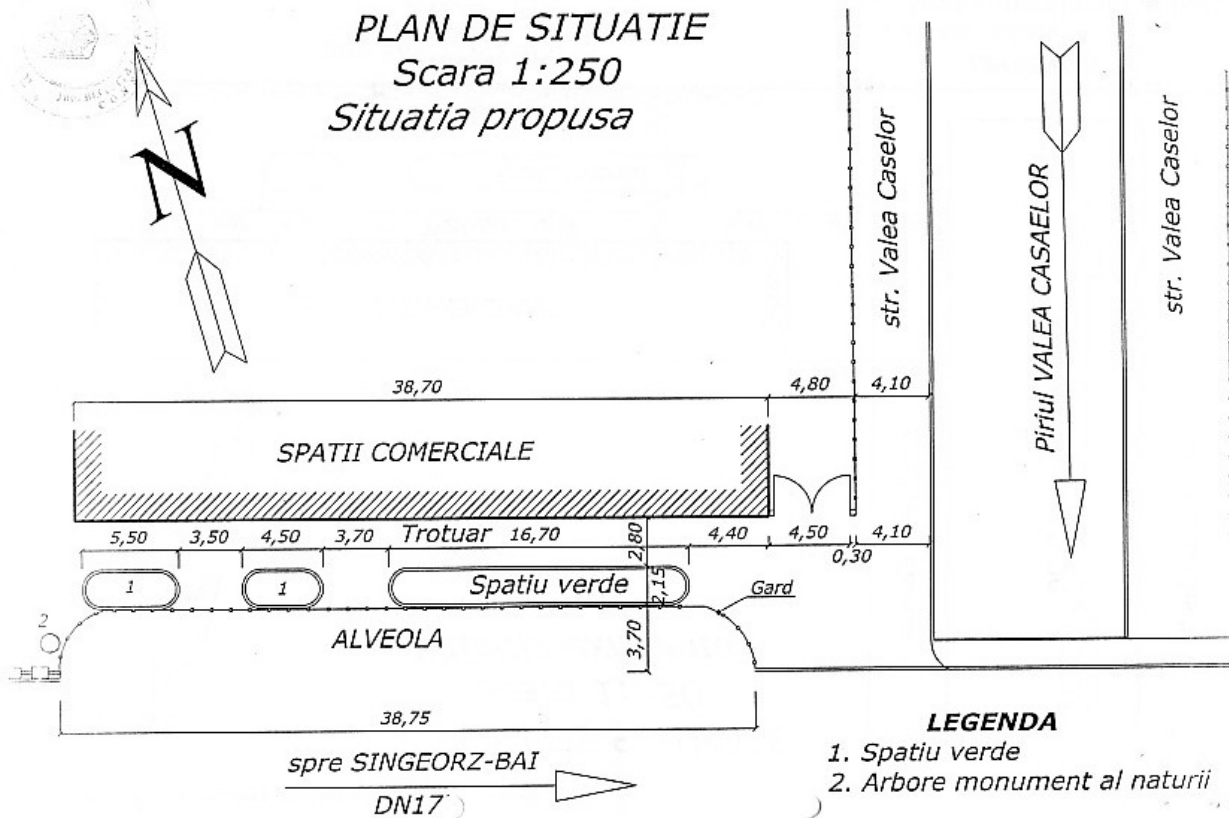 PLAN DE SITUATIE
Scara 1:250
Situatia propusa
N
str. Valea Caselor
Piriul VALEA CASAELOR
str. Valea Caselor
38,70
4,80
4,10
SPATII COMERCIALE
5,50
3,50
4,50
3,70
Trotuar
16,70
2,80
4,40
4,50
0,30
4,10
1
1
Spatiu verde
2,15
Gard
2
ALVEOLA
3,70
38,75
spre SINGEORZ-BAI
DN17
LEGENDA
1. Spatiu verde
2. Arbore monument al naturii